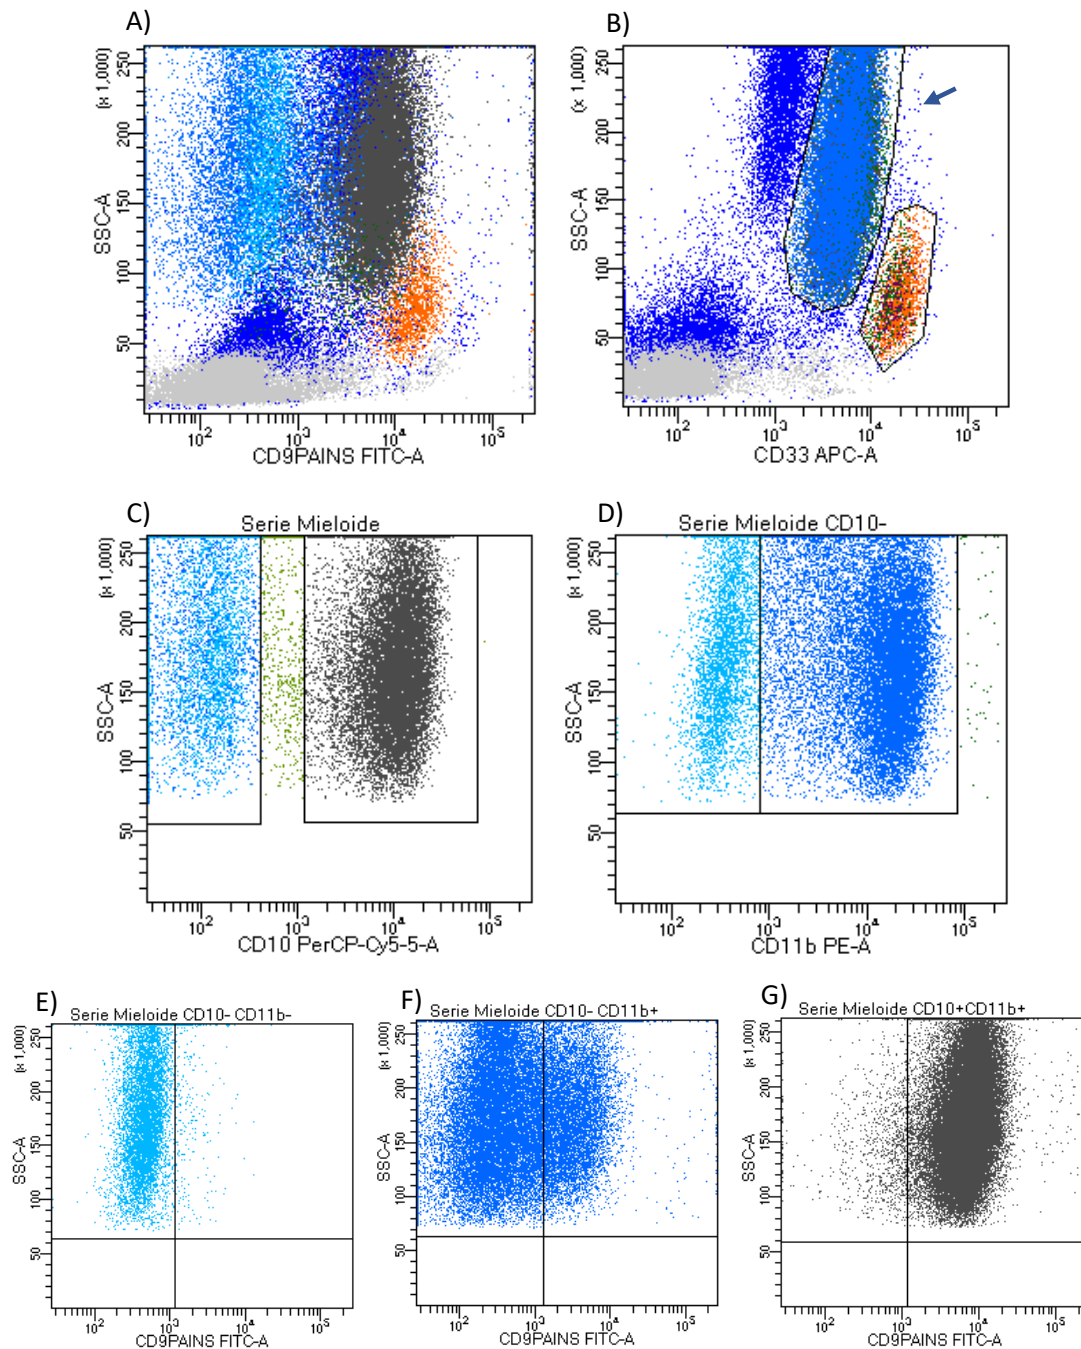 A)
(× 1,000)
SSC-A
50 100 150 200 250
10² 10³ 10⁴ 10⁵
CD9PAINS FITC-A
B)
(× 1,000)
SSC-A
50 100 150 200 250
10² 10³ 10⁴ 10⁵
CD33 APC-A
C)
Serie Mieloide
(× 1,000)
SSC-A
50 100 150 200 250
10² 10³ 10⁴ 10⁵
CD10 PerCP-Cy5-5-A
D)
Serie Mieloide CD10-
(× 1,000)
SSC-A
50 100 150 200 250
10² 10³ 10⁴ 10⁵
CD11b PE-A
E)
Serie Mieloide CD10- CD11b-
(× 1,000)
SSC-A
50 100 150 200 250
10² 10³ 10⁴ 10⁵
CD9PAINS FITC-A
F)
Serie Mieloide CD10- CD11b+
(× 1,000)
SSC-A
50 100 150 200 250
10² 10³ 10⁴ 10⁵
CD9PAINS FITC-A
G)
Serie Mieloide CD10+CD11b+
(× 1,000)
SSC-A
50 100 150 200 250
10² 10³ 10⁴ 10⁵
CD9PAINS FITC-A